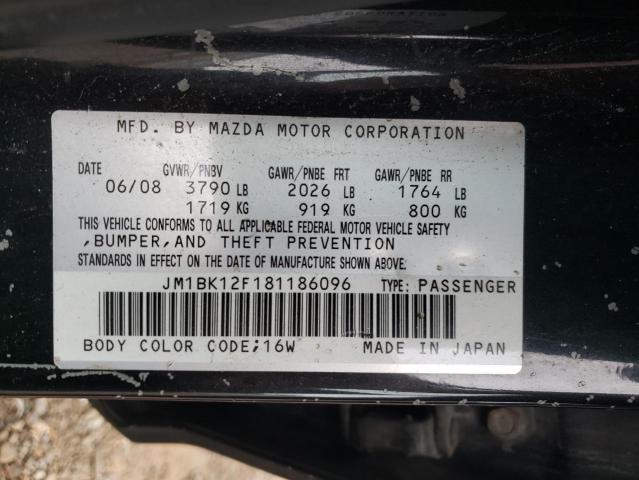 MFD. BY MAZDA MOTOR CORPORATION
DATE GVWR/PNBV GAWR/PNBE FRT GAWR/PNBE RR
06/08 3790 LB 2026 LB 1764 LB
1719 KG 919 KG 800 KG
THIS VEHICLE CONFORMS TO ALL APPLICABLE FEDERAL MOTOR VEHICLE SAFETY
,BUMPER,AND THEFT PREVENTION
STANDARDS IN EFFECT ON THE DATE OF MANUFACTURE SHOWN ABOVE.
JM1BK12F181186096 TYPE: PASSENGER
BODY COLOR CODE;16W MADE IN JAPAN